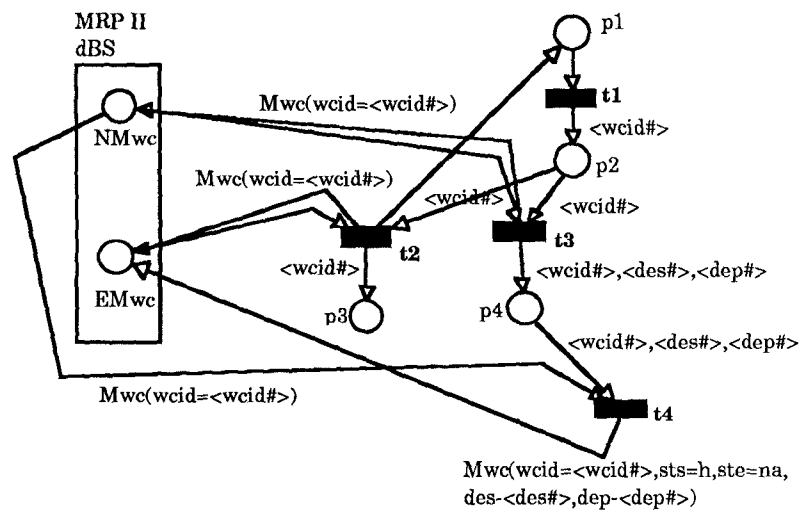 MRP II
dBS
p1
t1
Mwc(wcid=<wcid#>)
<wcid#>
NMwc
p2
Mwc(wcid=<wcid#>)
<wcid#>
<wcid#>
t2
t3
<wcid#>
<wcid#>,<des#>,<dep#>
EMwc
p3
p4
<wcid#>,<des#>,<dep#>
Mwc(wcid=<wcid#>)
t4
Mwc(wcid=<wcid#>,sts=h,ste=na,
des-<des#>,dep-<dep#>)